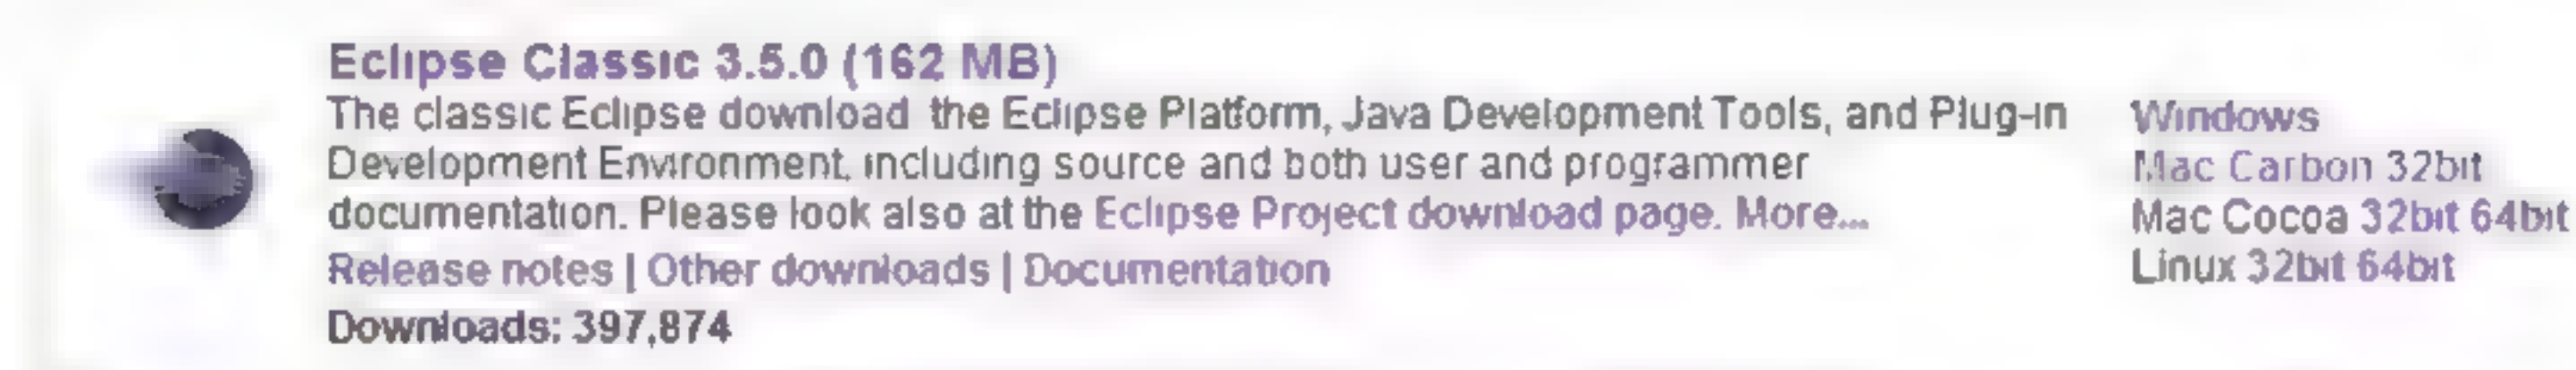 Eclipse Classic 3.5.0 (162 MB)
The classic Eclipse download the Eclipse Platform, Java Development Tools, and Plug-in
Development Environment, including source and both user and programmer
documentation. Please look also at the Eclipse Project download page. More...
Release notes | Other downloads | Documentation
Downloads: 397,874
Windows
Mac Carbon 32bit
Mac Cocoa 32bit 64bit
Linux 32bit 64bit